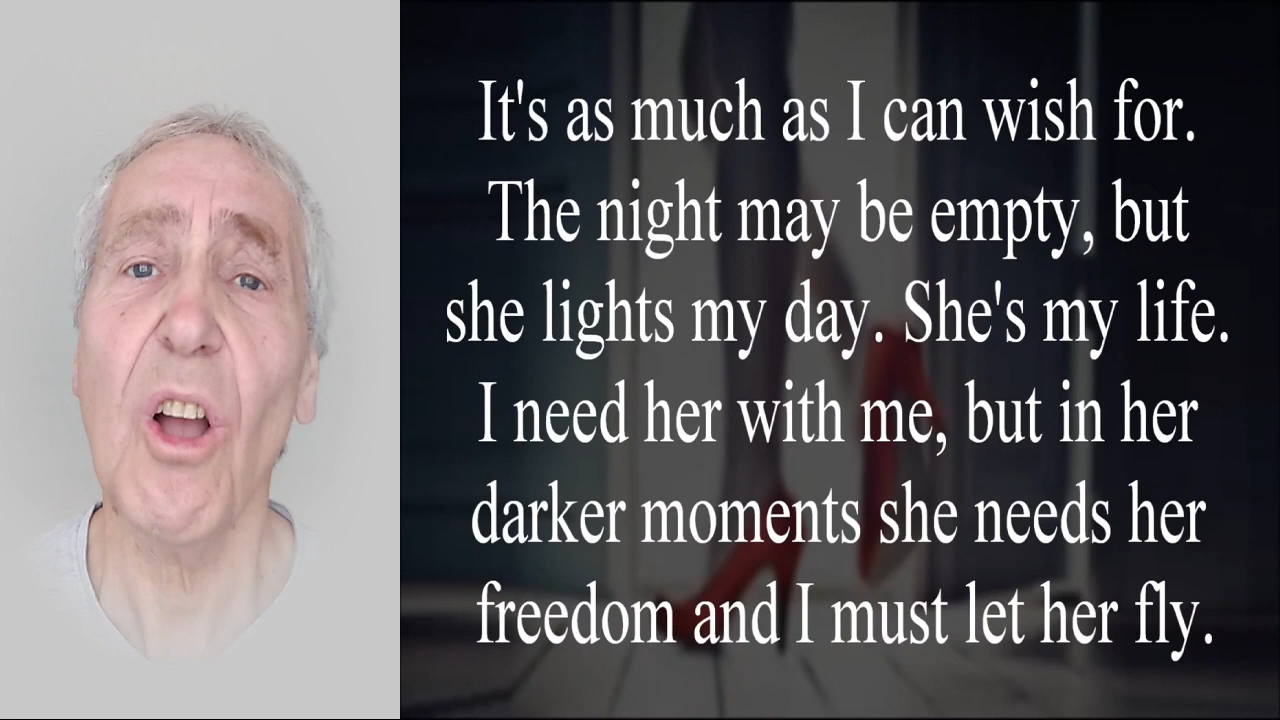 It's as much as I can wish for.
The night may be empty, but
she lights my day. She's my life.
I need her with me, but in her
darker moments she needs her
freedom and I must let her fly.